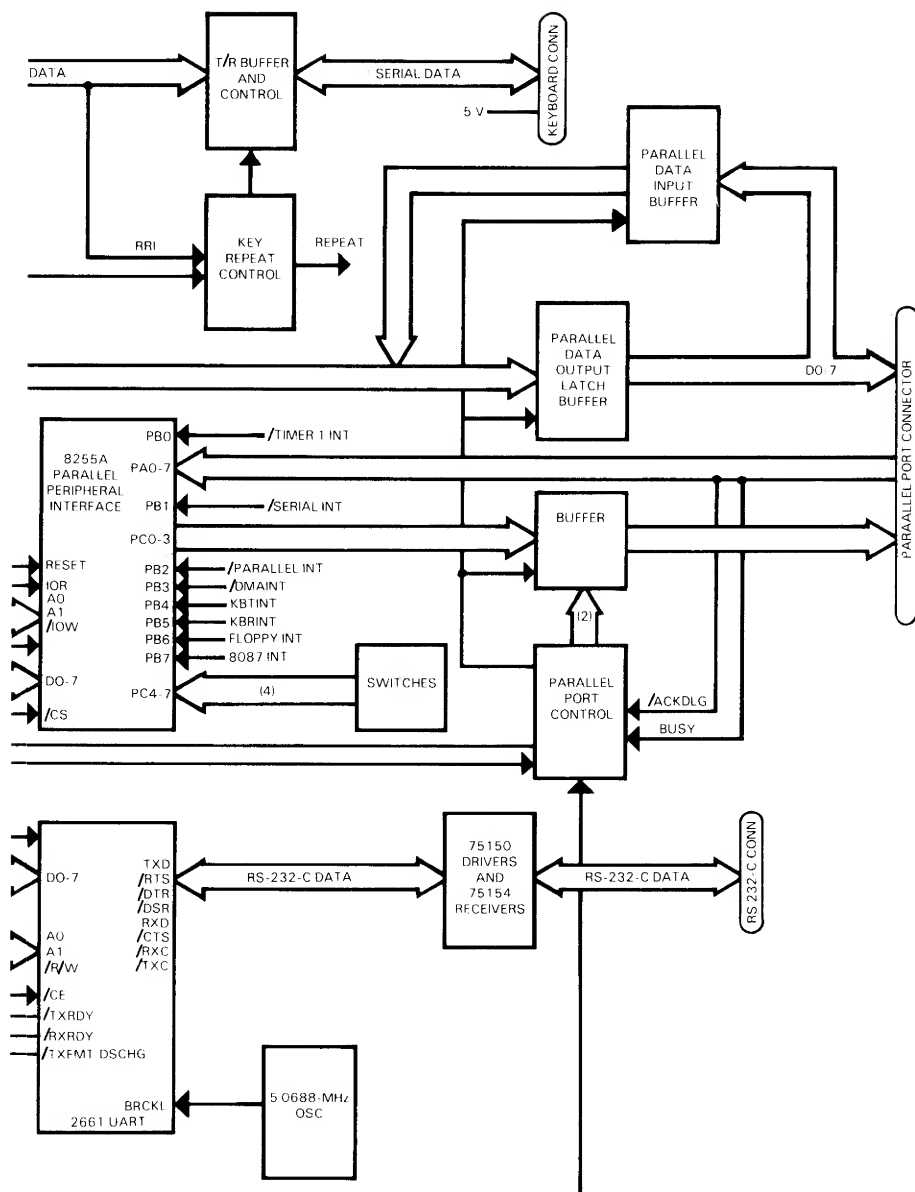 DATA
T/R BUFFER
AND
CONTROL
SERIAL DATA
KEYBOARD CONN
5 V
PARALLEL
DATA
INPUT
BUFFER
RRI
KEY
REPEAT
CONTROL
REPEAT
PARALLEL
DATA
OUTPUT
LATCH
BUFFER
DO-7
PARAALLEL PORT CONNECTOR
8255A
PARALLEL
PERIPHERAL
INTERFACE
PB0
/TIMER 1 INT
PA0-7
PB1
/SERIAL INT
PC0-3
BUFFER
RESET
IOR
A0
A1
/IOW
DO-7
/CS
PB2
/PARALLEL INT
PB3
/DMAINT
PB4
KBTINT
PB5
KBRINT
PB6
FLOPPY INT
PB7
8087 INT
PC4-7
(4)
SWITCHES
(2)
PARALLEL
PORT
CONTROL
/ACKDLG
BUSY
DO-7
A0
A1
/R/W
/CE
/TXRDY
/RXRDY
/TXEMT DSCHG
TXD
/RTS
/DTR
/DSR
RXD
/CTS
/RXC
/TXC
RS-232-C DATA
75150
DRIVERS
AND
75154
RECEIVERS
RS-232-C DATA
RS 232-C CONN
BRCKL
2661 UART
5 0688-MHz
OSC